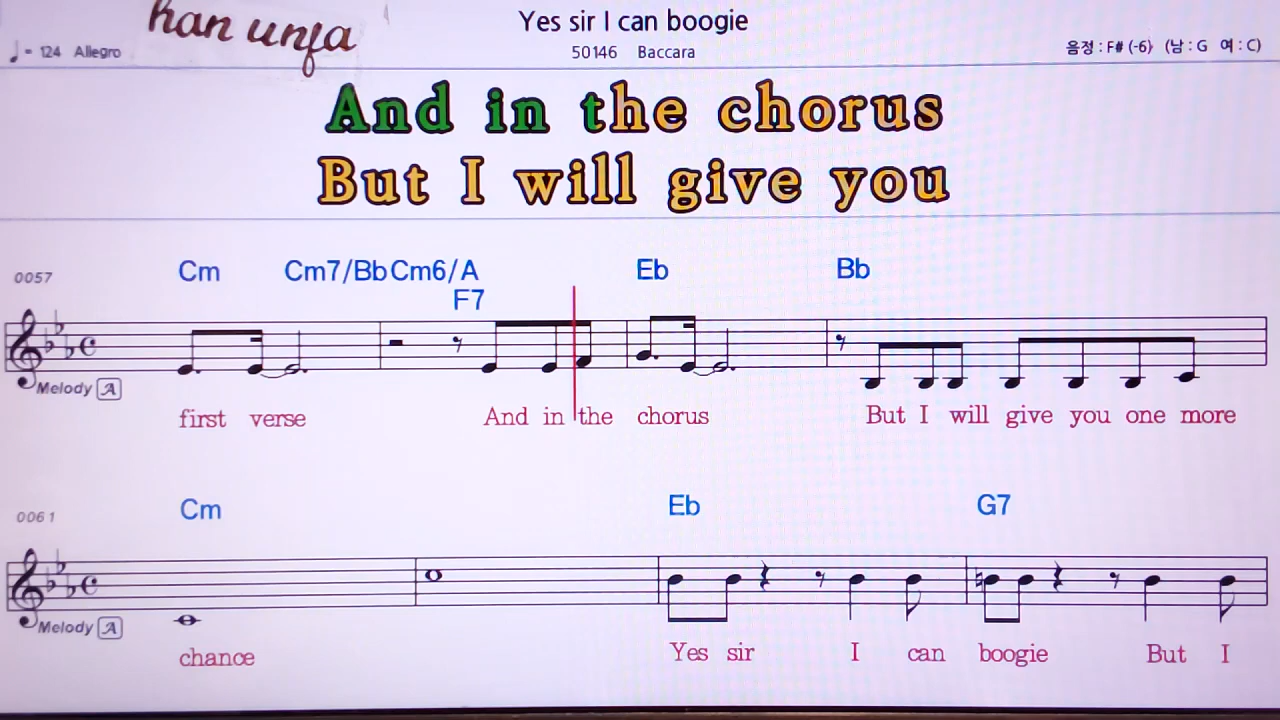 han unfa
Yes sir I can boogie
♩ = 124 Allegro
50146 Baccara
음정 : F# (-6) (남 : G 여 : C)
And in the chorus
But I will give you
0057
Cm Cm7/Bb Cm6/A Eb Bb
F7
Melody A
first verse And in the chorus But I will give you one more
0061
Cm Eb G7
Melody A
chance Yes sir I can boogie But I